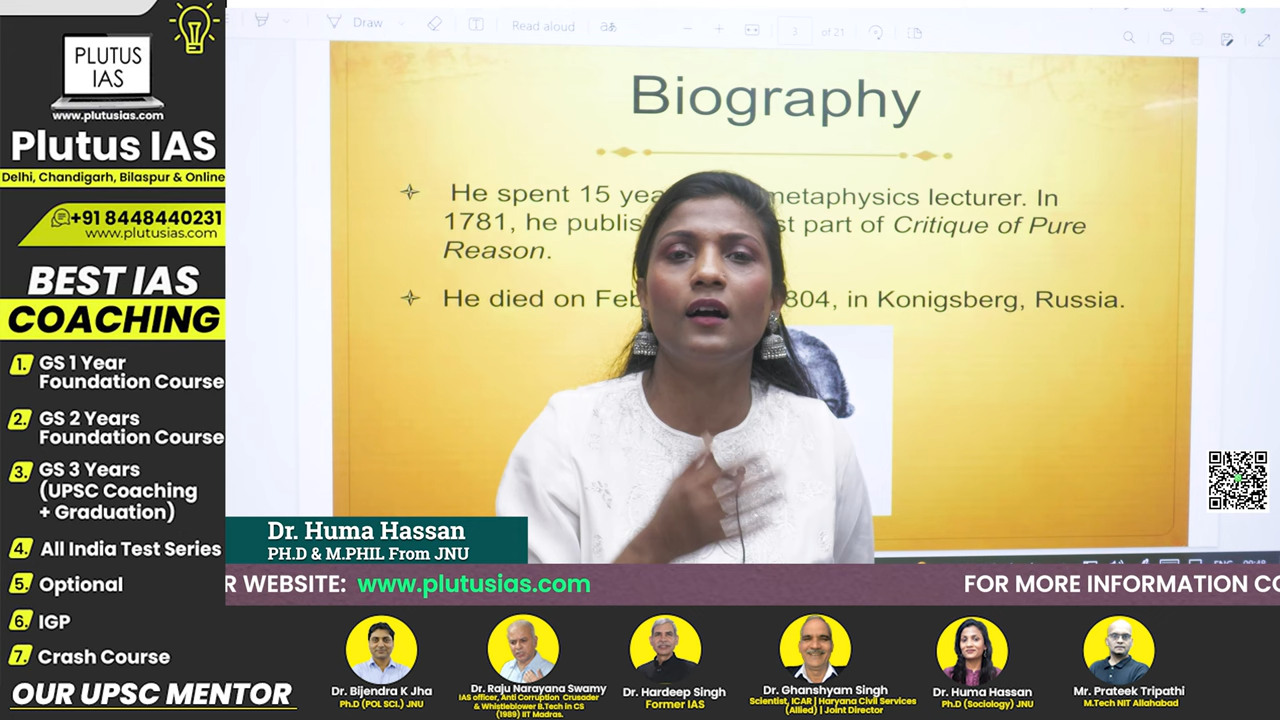 PLUTUS
IAS
www.plutusias.com
Plutus IAS
Delhi, Chandigarh, Bilaspur & Online
+91 8448440231
www.plutusias.com
BEST IAS
COACHING
1. GS 1 Year
Foundation Course
2. GS 2 Years
Foundation Course
3. GS 3 Years
(UPSC Coaching
+ Graduation)
4. All India Test Series
5. Optional
6. IGP
7. Crash Course
OUR UPSC MENTOR
Draw
Read aloud
3 of 21
Biography
He spent 15 metaphysics lecturer. In
1781, he part of Critique of Pure
Reason.
He died on in Konigsberg, Russia.
Dr. Huma Hassan
PH.D & M.PHIL From JNU
WEBSITE: www.plutusias.com
FOR MORE INFORMATION
Dr. Bijendra K Jha
Ph.D (POL SCI.) JNU
Dr. Raju Narayana Swamy
IAS officer, Anti Corruption Crusader
& Whistleblower B.Tech in CS
(1989) IIT Madras.
Dr. Hardeep Singh
Former IAS
Dr. Ghanshyam Singh
Scientist, ICAR | Haryana Civil Services
(Allied) | Joint Director
Dr. Huma Hassan
Ph.D (Sociology) JNU
Mr. Prateek Tripathi
M.Tech NIT Allahabad